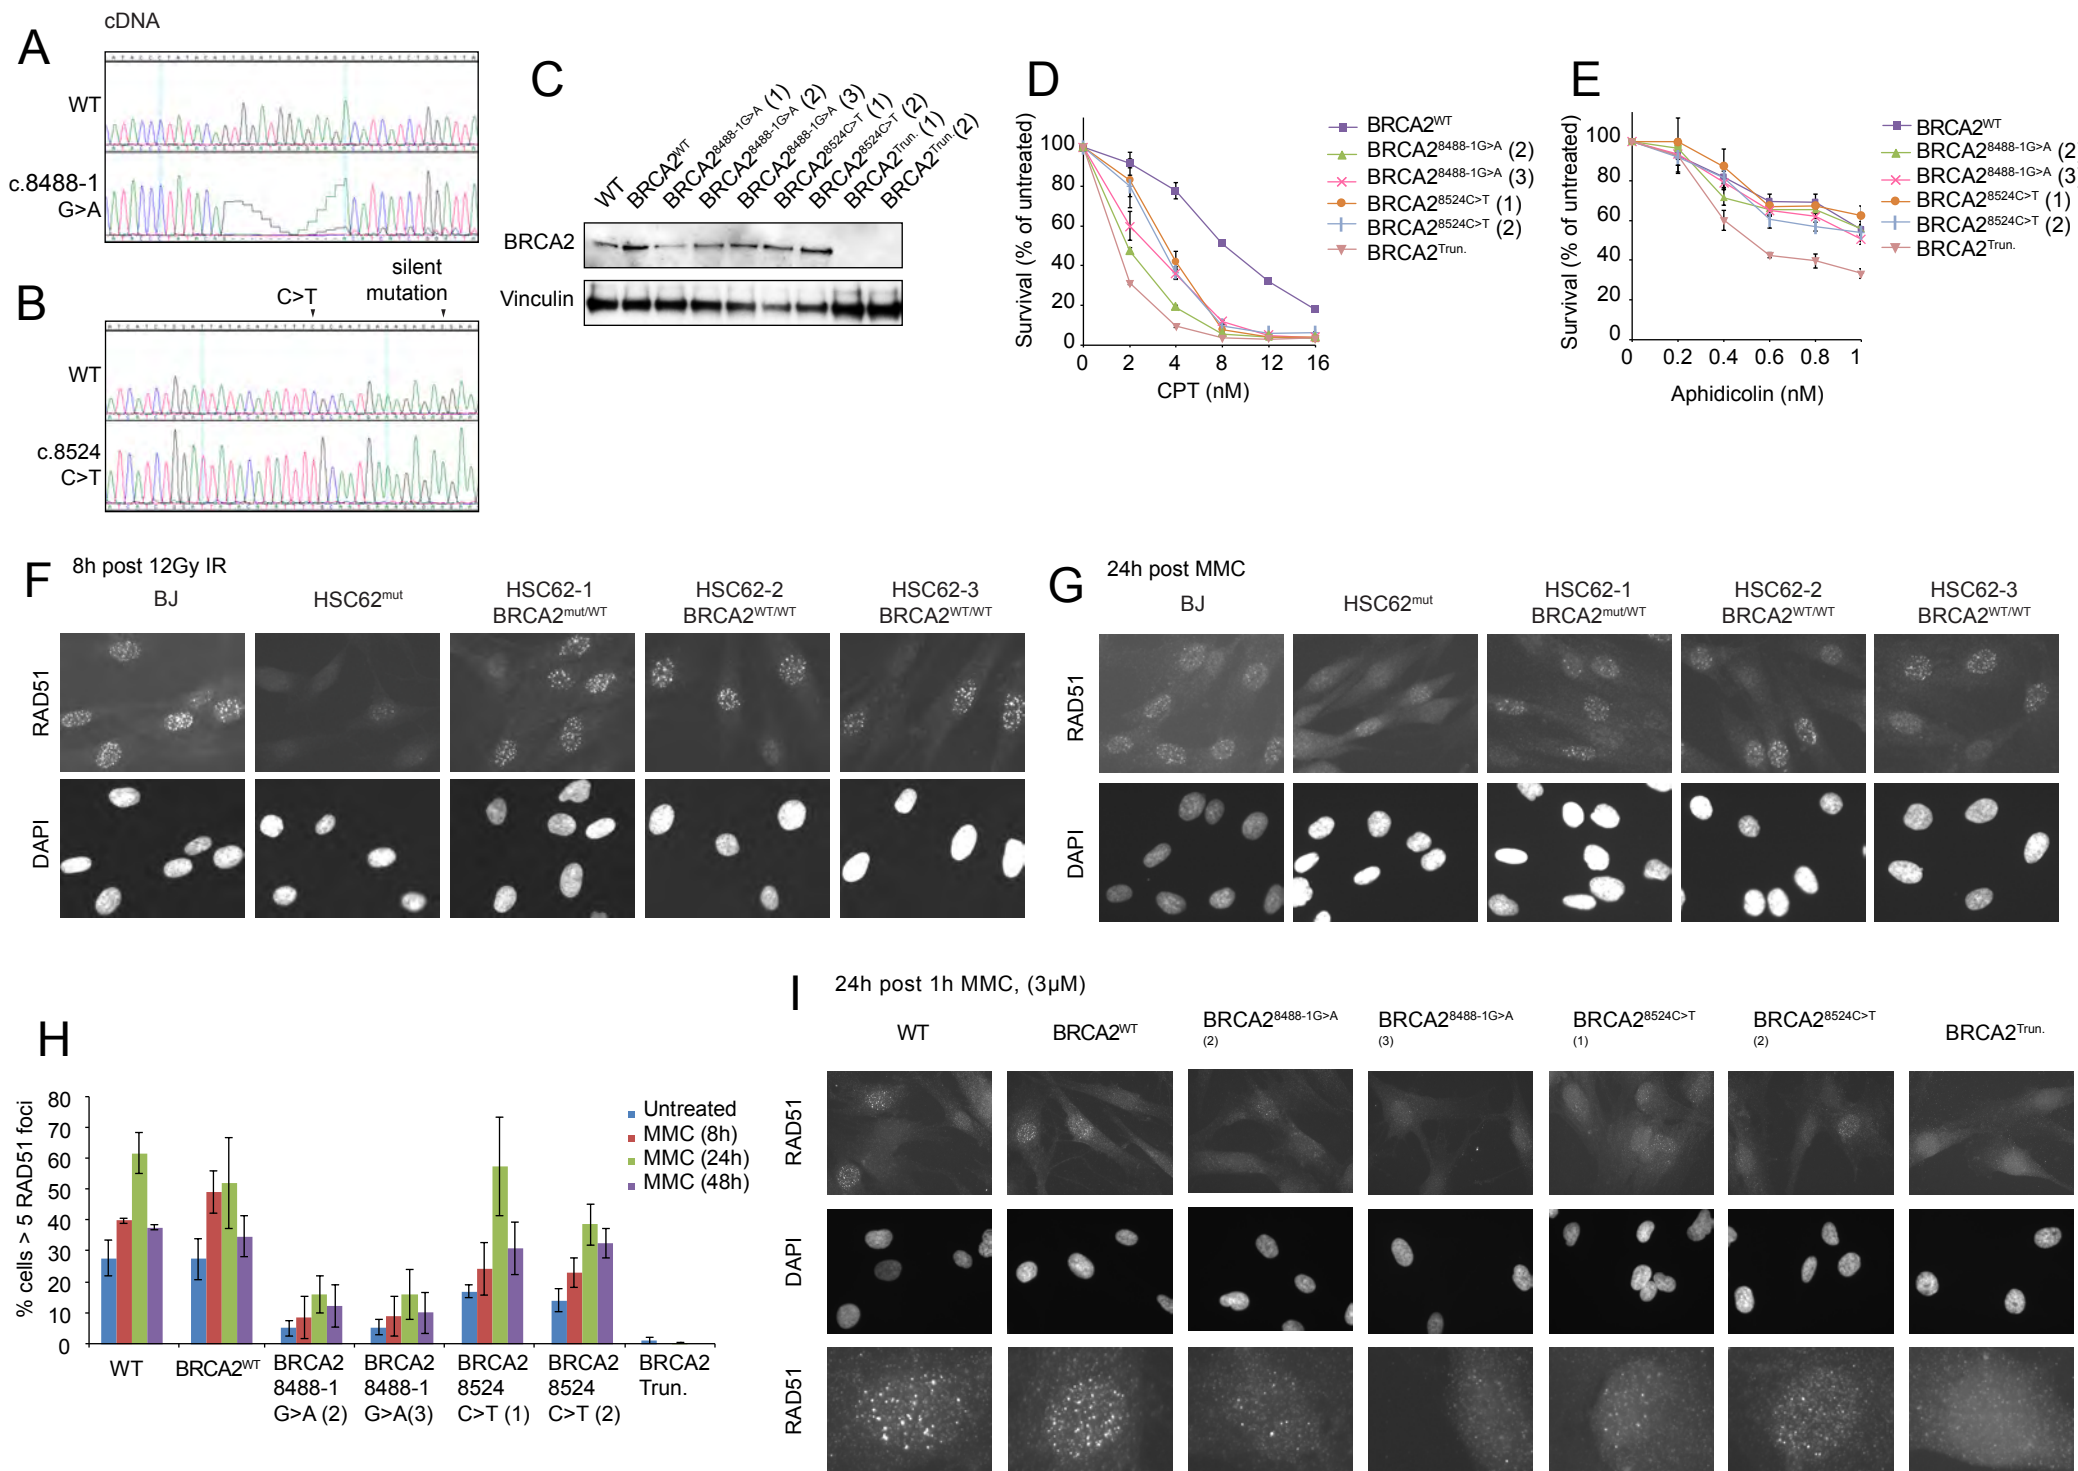 A
cDNA
WT
c.8488-1
G>A
B
C>T
silent
mutation
WT
c.8524
C>T
C
WT
BRCA2WT
BRCA28488-1G>A (1)
BRCA28488-1G>A (2)
BRCA28488-1G>A (3)
BRCA28524C>T (1)
BRCA28524C>T (2)
BRCA2Trun. (1)
BRCA2Trun. (2)
BRCA2
Vinculin
D
Survival (% of untreated)
100
80
60
40
20
0
0 2 4 8 12 16
CPT (nM)
BRCA2WT
BRCA28488-1G>A (2)
BRCA28488-1G>A (3)
BRCA28524C>T (1)
BRCA28524C>T (2)
BRCA2Trun.
E
Survival (% of untreated)
100
80
60
40
20
0
0 0.2 0.4 0.6 0.8 1
Aphidicolin (nM)
BRCA2WT
BRCA28488-1G>A (2
BRCA28488-1G>A (3
BRCA28524C>T (1)
BRCA28524C>T (2)
BRCA2Trun.
F
8h post 12Gy IR
BJ
HSC62mut
HSC62-1
BRCA2mut/WT
HSC62-2
BRCA2WT/WT
HSC62-3
BRCA2WT/WT
RAD51
DAPI
G
24h post MMC
BJ
HSC62mut
HSC62-1
BRCA2mut/WT
HSC62-2
BRCA2WT/WT
HSC62-3
BRCA2WT/WT
RAD51
DAPI
H
% cells > 5 RAD51 foci
80
70
60
50
40
30
20
10
0
Untreated
MMC (8h)
MMC (24h)
MMC (48h)
WT
BRCA2WT
BRCA2
8488-1
G>A (2)
BRCA2
8488-1
G>A(3)
BRCA2
8524
C>T (1)
BRCA2
8524
C>T (2)
BRCA2
Trun.
I
24h post 1h MMC, (3µM)
WT
BRCA2WT
BRCA28488-1G>A
(2)
BRCA28488-1G>A
(3)
BRCA28524C>T
(1)
BRCA28524C>T
(2)
BRCA2Trun.
RAD51
DAPI
RAD51